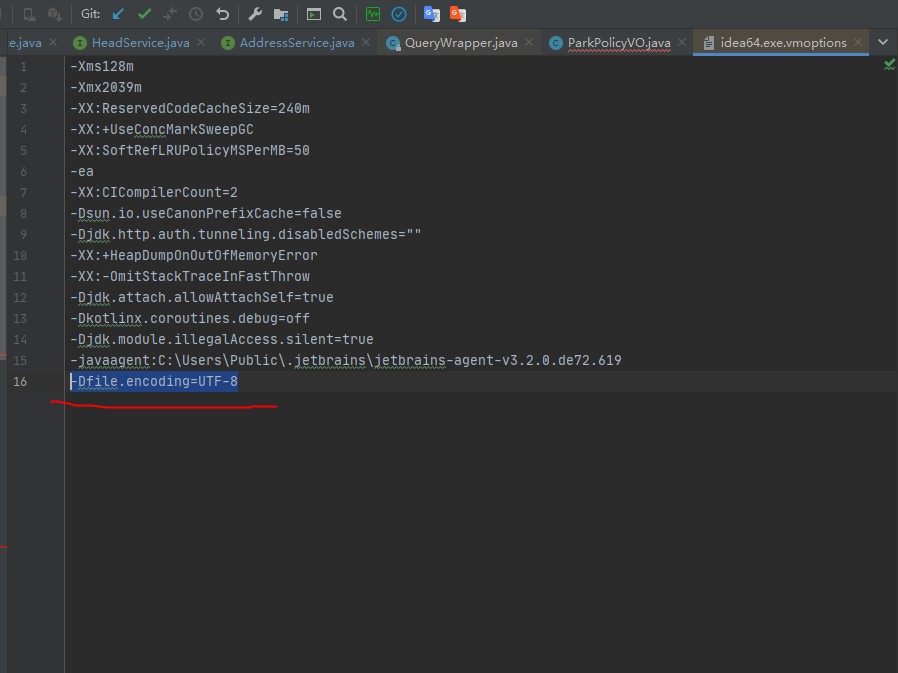 Git:
e.java HeadService.java AddressService.java QueryWrapper.java ParkPolicyVO.java idea64.exe.vmoptions
1 -Xms128m
2 -Xmx2039m
3 -XX:ReservedCodeCacheSize=240m
4 -XX:+UseConcMarkSweepGC
5 -XX:SoftRefLRUPolicyMSPerMB=50
6 -ea
7 -XX:CICompilerCount=2
8 -Dsun.io.useCanonPrefixCache=false
9 -Djdk.http.auth.tunneling.disabledSchemes=""
10 -XX:+HeapDumpOnOutOfMemoryError
11 -XX:-OmitStackTraceInFastThrow
12 -Djdk.attach.allowAttachSelf=true
13 -Dkotlinx.coroutines.debug=off
14 -Djdk.module.illegalAccess.silent=true
15 -javaagent:C:\Users\Public\.jetbrains\jetbrains-agent-v3.2.0.de72.619
16 -Dfile.encoding=UTF-8